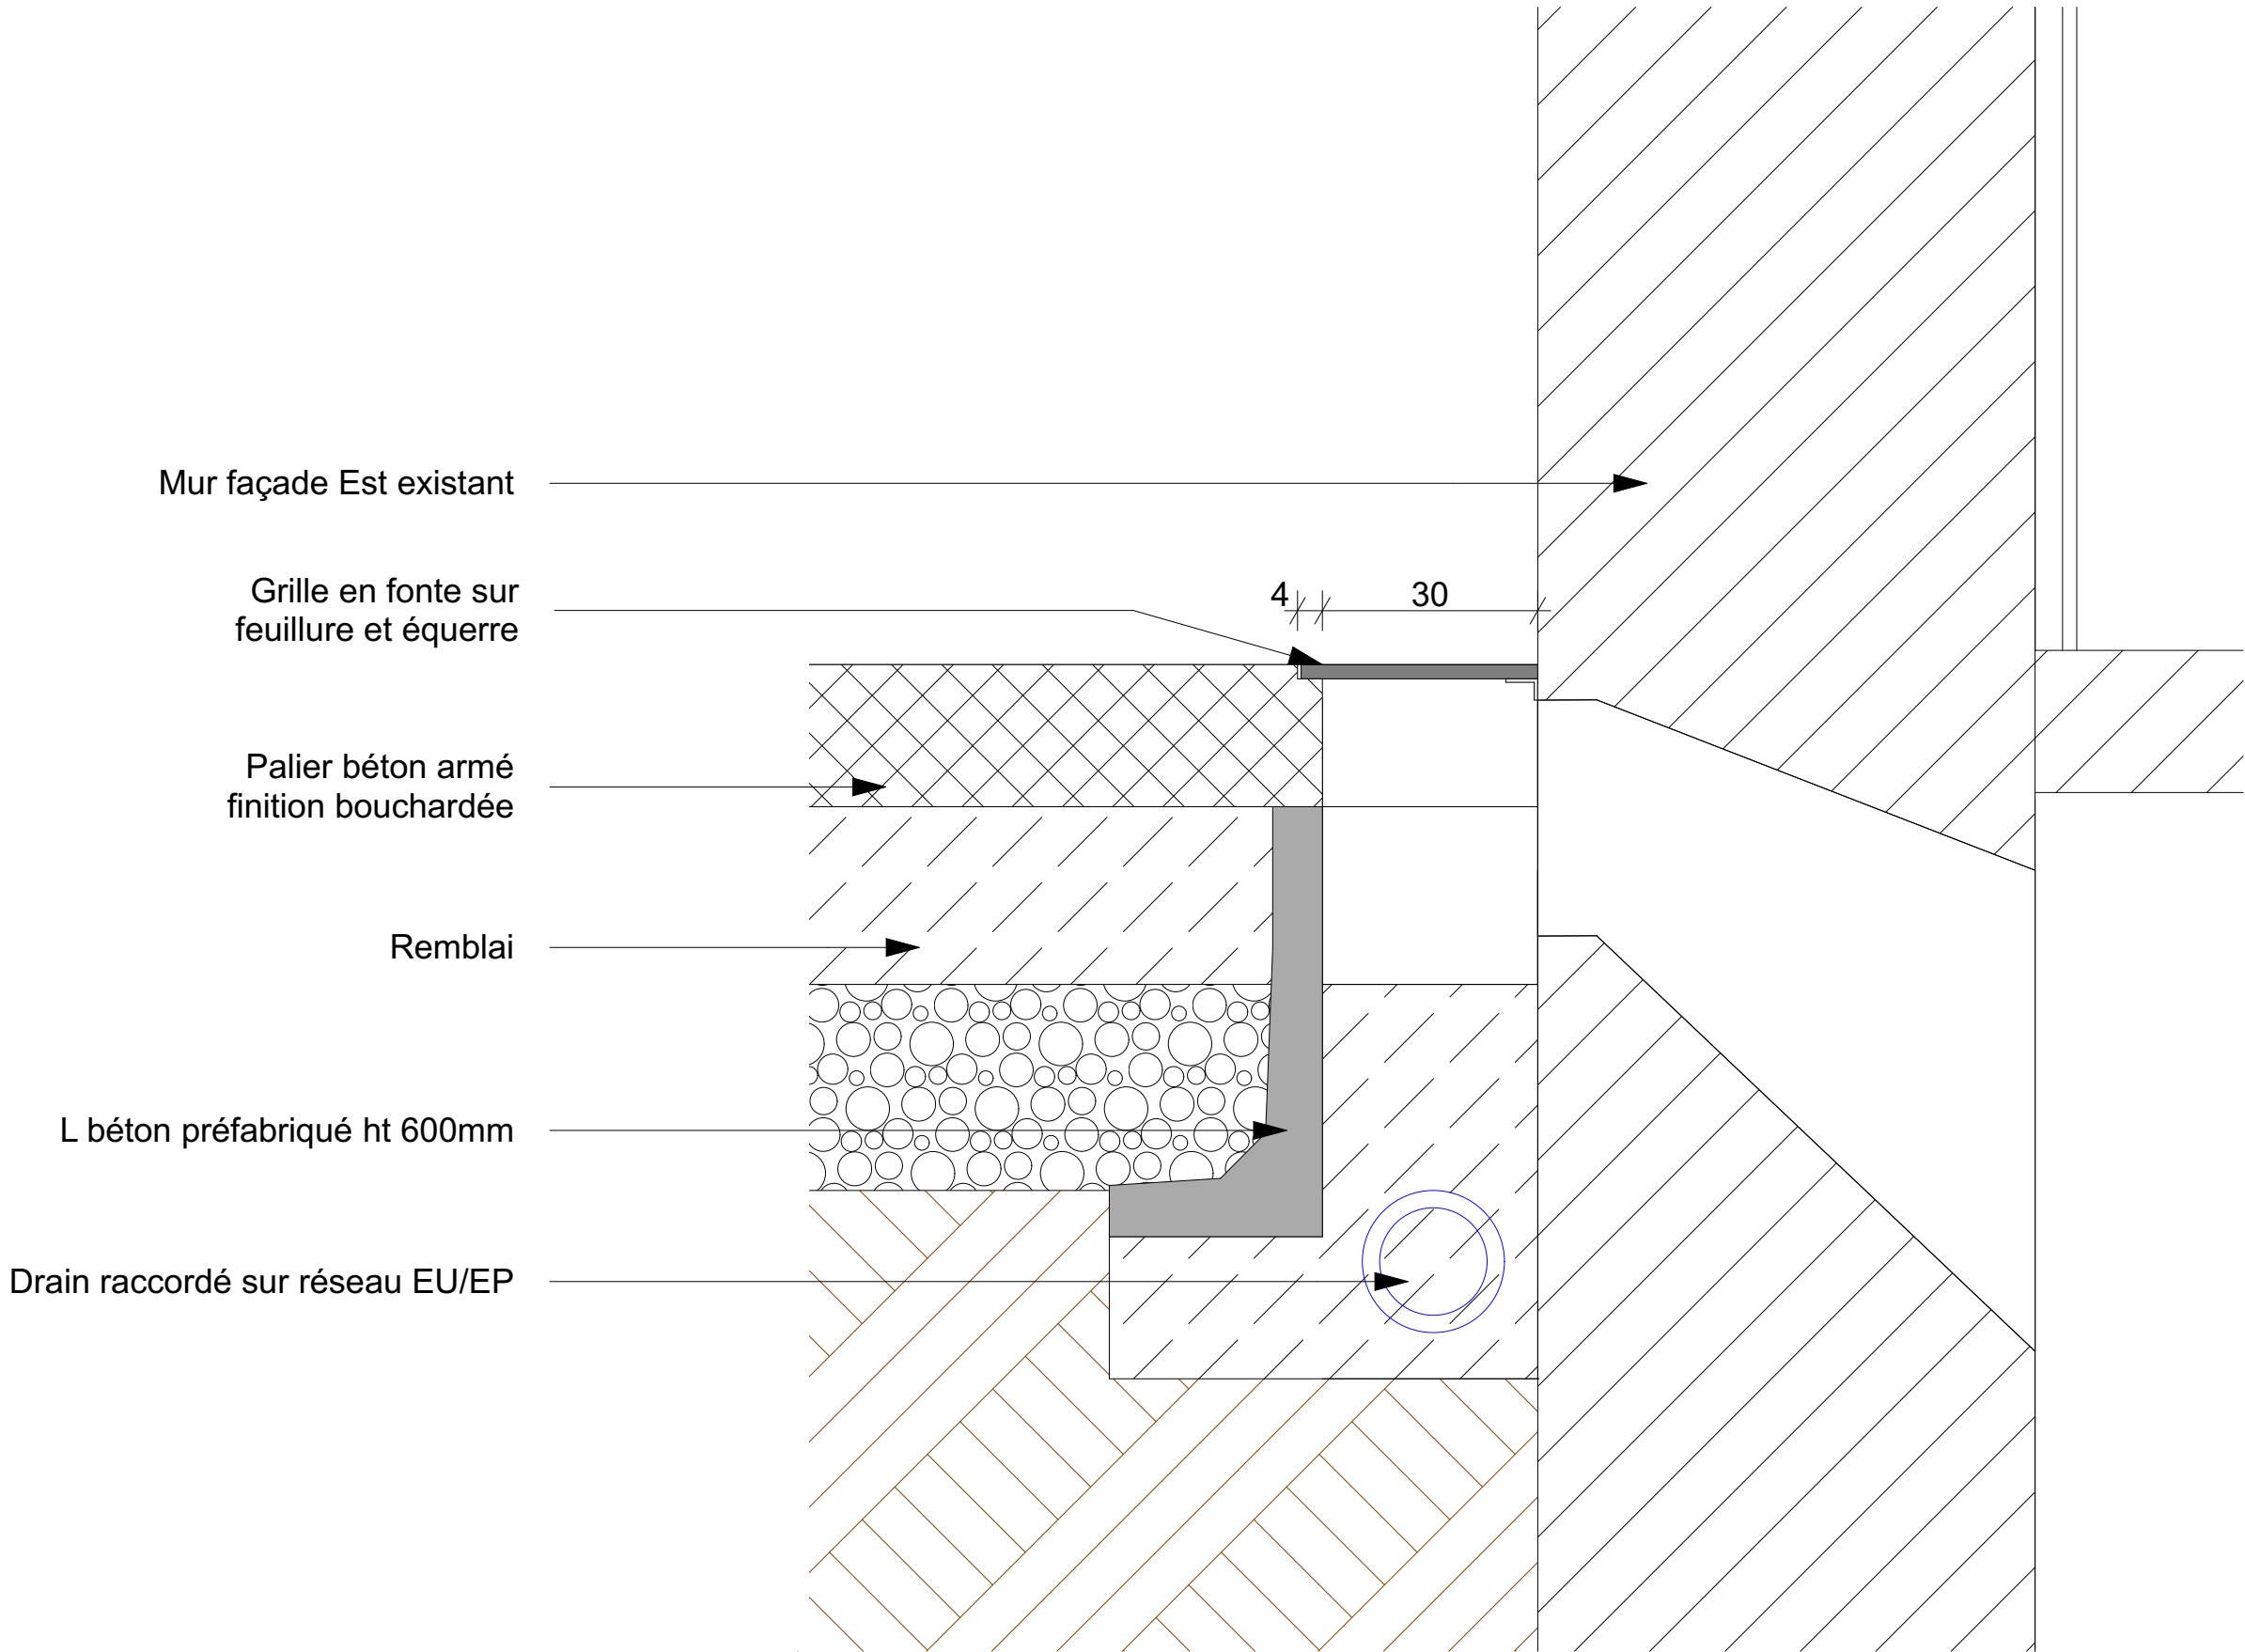 Mur façade Est existant
Grille en fonte sur
feuillure et équerre
4
30
Palier béton armé
finition bouchardée
Remblai
L béton préfabriqué ht 600mm
Drain raccordé sur réseau EU/EP